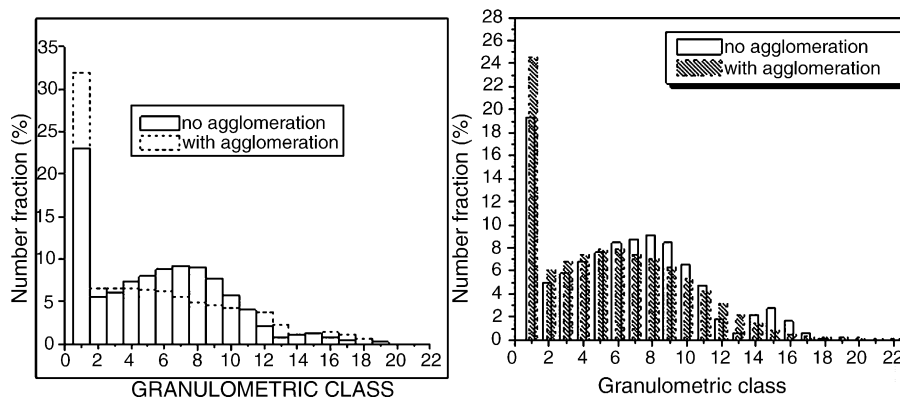 35
30
25
20
15
10
5
0
Number fraction (%)
no agglomeration
with agglomeration
0 2 4 6 8 10 12 14 16 18 20 22
GRANULOMETRIC CLASS
28
26
24
22
20
18
16
14
12
10
8
6
4
2
0
Number fraction (%)
no agglomeration
with agglomeration
0 2 4 6 8 10 12 14 16 18 20 22
Granulometric class